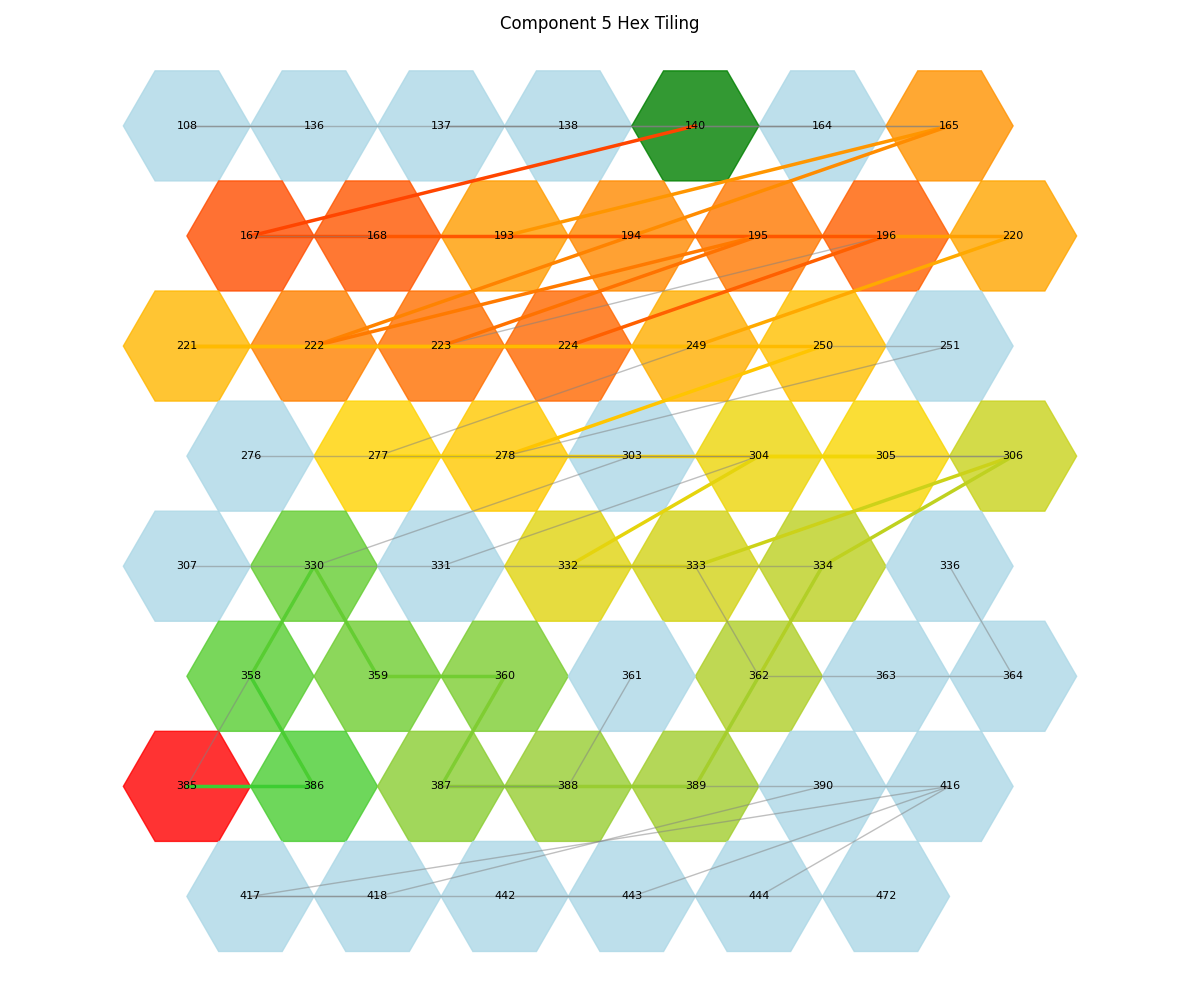 Component 5 Hex Tiling
108 136 137 138 140 164 165
167 168 193 194 195 196 220
221 222 223 224 249 250 251
276 277 278 303 304 305 306
307 330 331 332 333 334 336
358 359 360 361 362 363 364
385 386 387 388 389 390 416
417 418 442 443 444 472